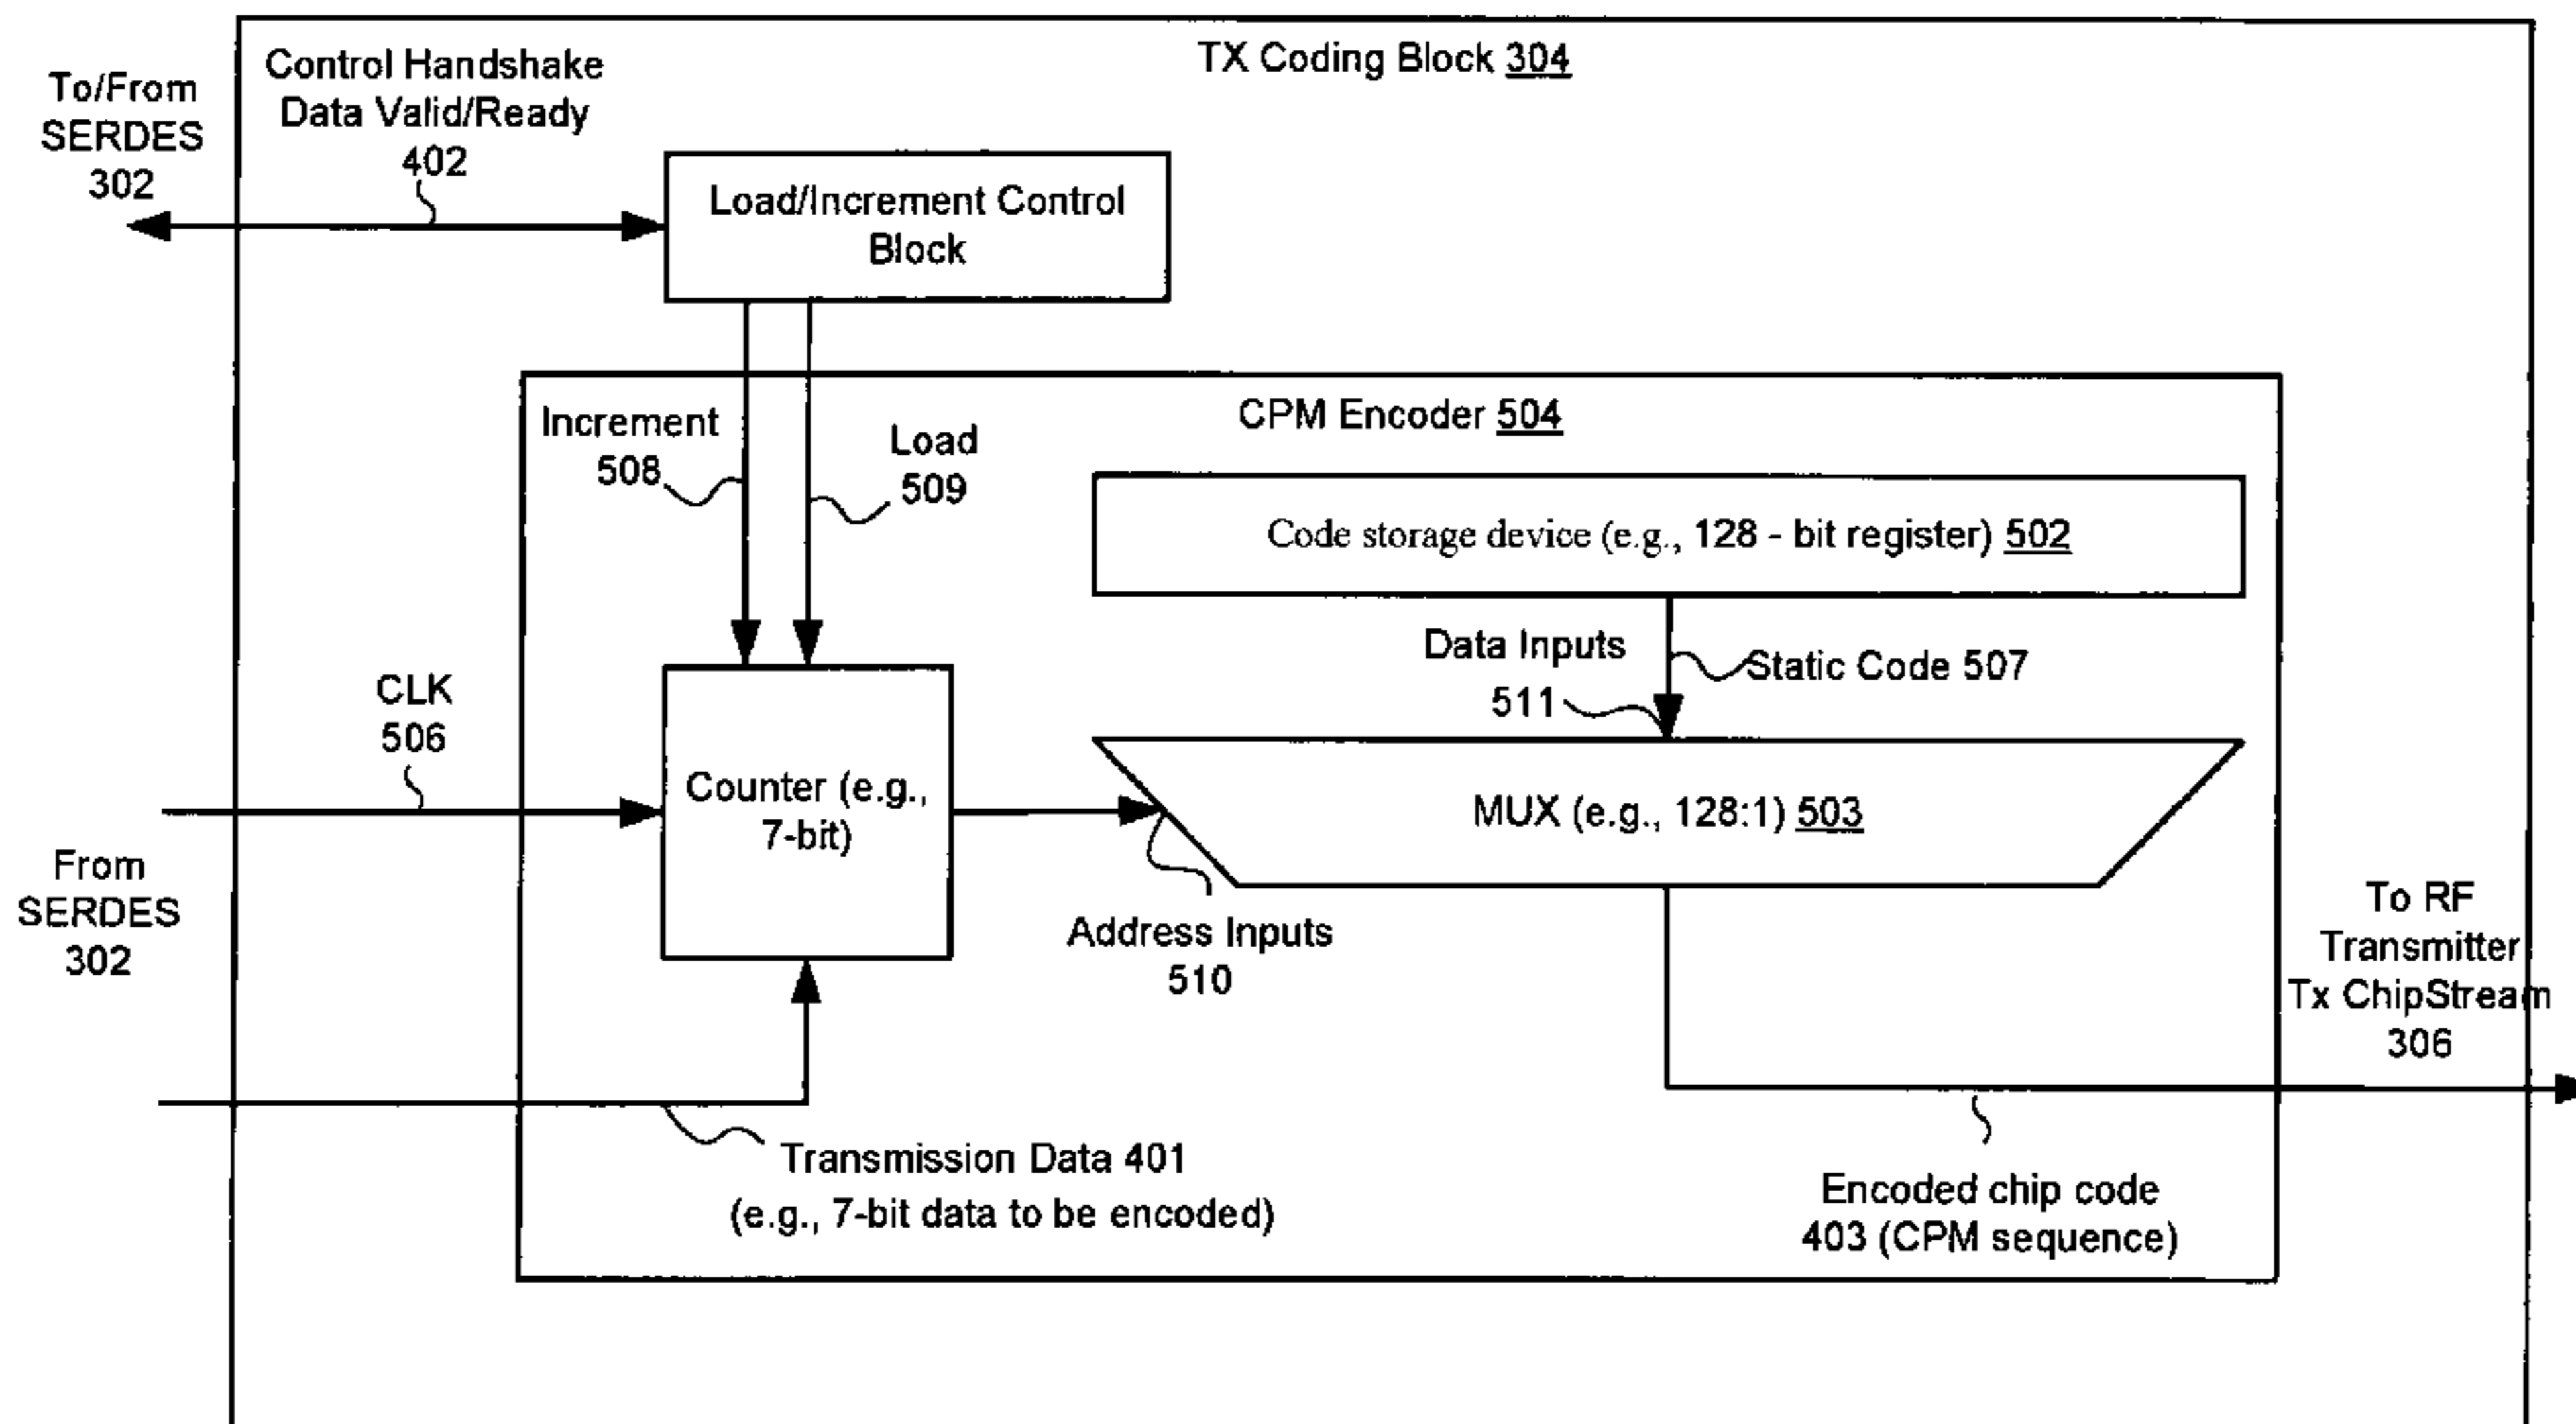 TX Coding Block 304
To/From
SERDES
302
Control Handshake
Data Valid/Ready
402
Load/Increment Control
Block
CPM Encoder 504
Increment
508
Load
509
Code storage device (e.g., 128 - bit register) 502
Data Inputs
511
Static Code 507
CLK
506
Counter (e.g.,
7-bit)
MUX (e.g., 128:1) 503
From
SERDES
302
Address Inputs
510
To RF
Transmitter
Tx ChipStream
306
Transmission Data 401
(e.g., 7-bit data to be encoded)
Encoded chip code
403 (CPM sequence)